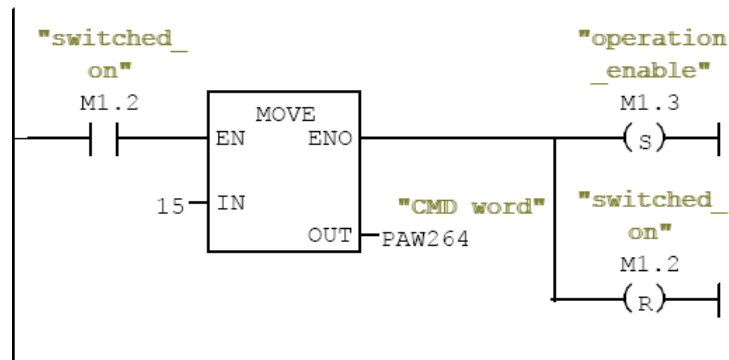 "switched_
on"
M1.2
MOVE
EN ENO
15 IN
OUT
"CMD word"
PAW264
"operation
_enable"
M1.3
S
"switched_
on"
M1.2
R